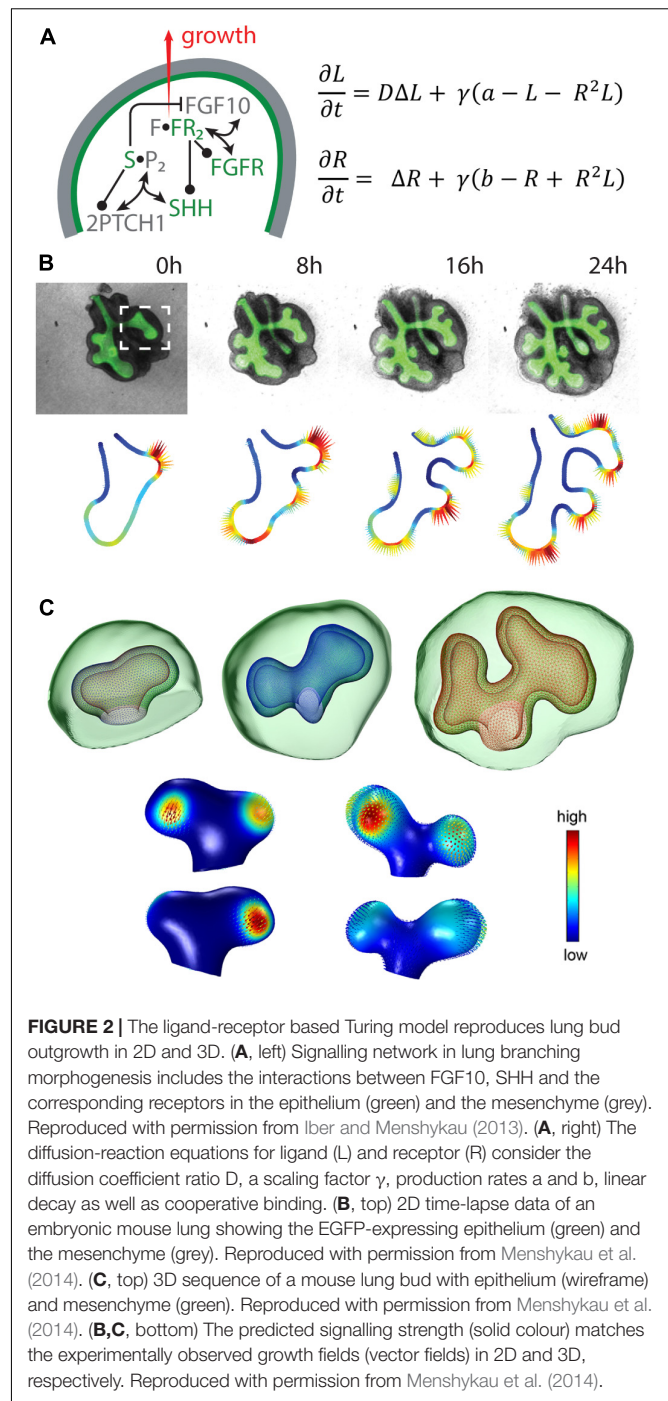 A
growth
FGF10
F•FR₂
S•P₂
FGFR
SHH
2PTCH1
∂L/∂t = DΔL + γ(a − L − R²L)
∂R/∂t = ΔR + γ(b − R + R²L)
B
0h 8h 16h 24h
C
high
low
FIGURE 2 | The ligand-receptor based Turing model reproduces lung bud
outgrowth in 2D and 3D. (A, left) Signalling network in lung branching
morphogenesis includes the interactions between FGF10, SHH and the
corresponding receptors in the epithelium (green) and the mesenchyme (grey).
Reproduced with permission from Iber and Menshykau (2013). (A, right) The
diffusion-reaction equations for ligand (L) and receptor (R) consider the
diffusion coefficient ratio D, a scaling factor γ, production rates a and b, linear
decay as well as cooperative binding. (B, top) 2D time-lapse data of an
embryonic mouse lung showing the EGFP-expressing epithelium (green) and
the mesenchyme (grey). Reproduced with permission from Menshykau et al.
(2014). (C, top) 3D sequence of a mouse lung bud with epithelium (wireframe)
and mesenchyme (green). Reproduced with permission from Menshykau et al.
(2014). (B,C, bottom) The predicted signalling strength (solid colour) matches
the experimentally observed growth fields (vector fields) in 2D and 3D,
respectively. Reproduced with permission from Menshykau et al. (2014).